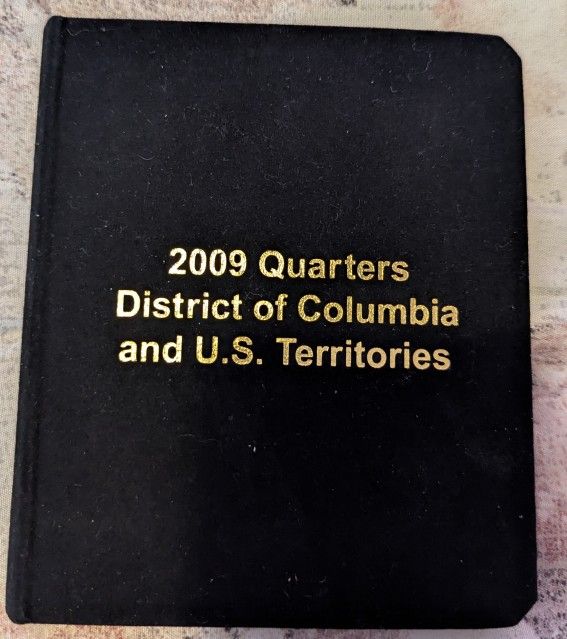 2009 Quarters
District of Columbia
and U.S. Territories